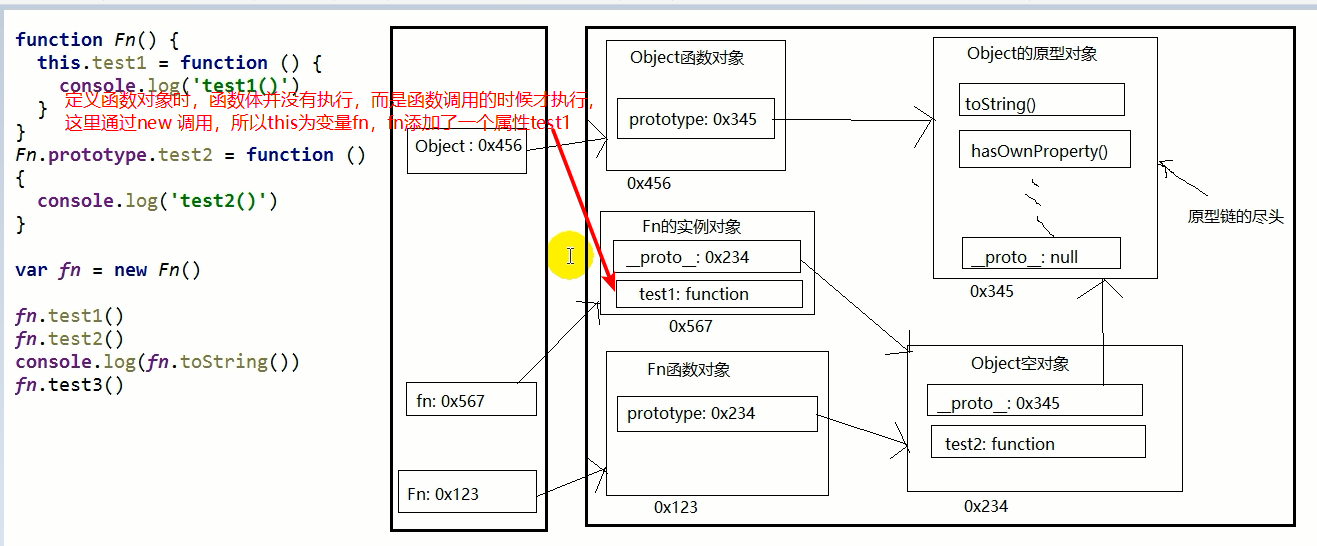 function Fn() {
this.test1 = function () {
console.log('test1()')
定义函数对象时，函数体并没有执行，而是函数调用的时候才执行，
}
这里通过new 调用，所以this为变量fn，fn添加了一个属性test1
}
Fn.prototype.test2 = function ()
{
console.log('test2()')
}
var fn = new Fn()
fn.test1()
fn.test2()
console.log(fn.toString())
fn.test3()
Object : 0x456
fn: 0x567
Fn: 0x123
Object函数对象
prototype: 0x345
0x456
Fn的实例对象
__proto__: 0x234
test1: function
0x567
Fn函数对象
prototype: 0x234
0x123
Object的原型对象
toString()
hasOwnProperty()
__proto__: null
0x345
原型链的尽头
Object空对象
__proto__: 0x345
test2: function
0x234